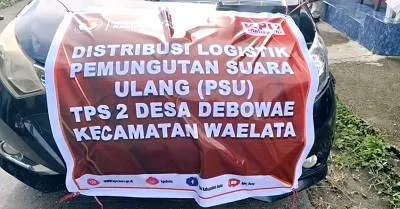 DISTRIBUSI LOGISTIK
PEMUNGUTAN SUARA
ULANG (PSU)
TPS 2 DESA DEBOWAE
KECAMATAN WAELATA